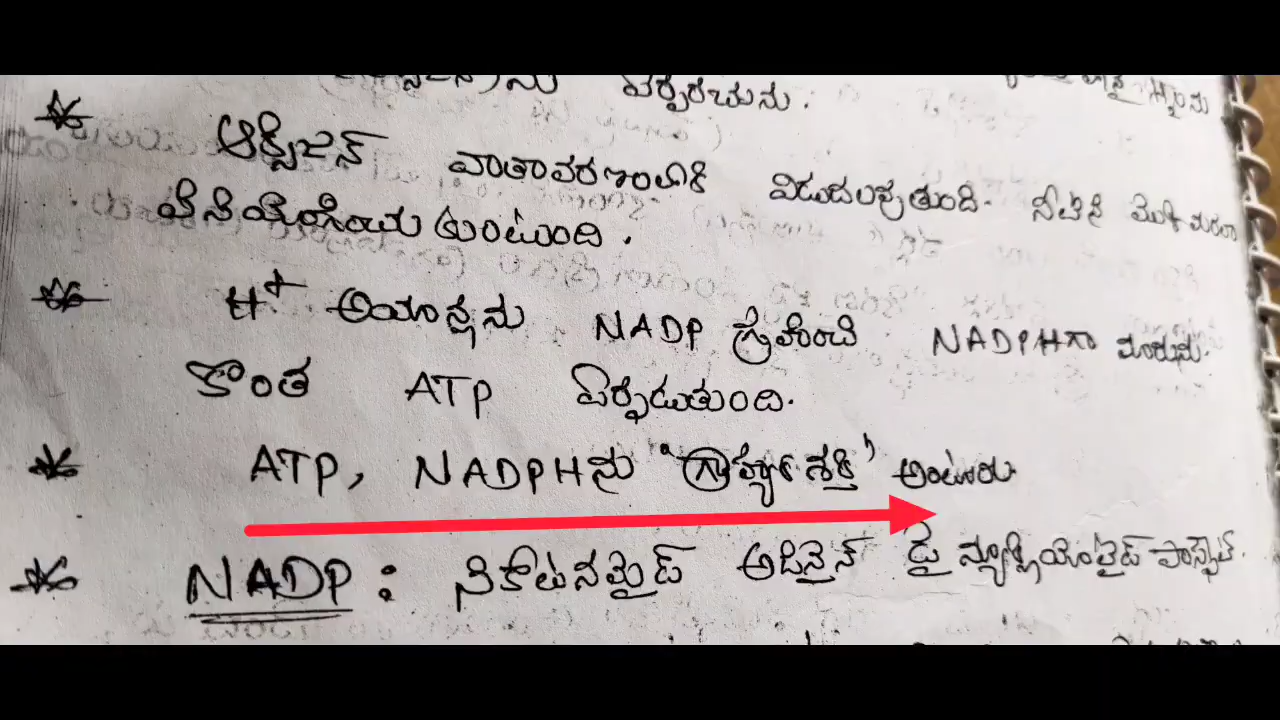 ఏర్పరచును.
ఆక్సిజన్ వాతావరణంలోకి విడుదలవుతుంది. నీటిని మొక్క మరలా
వినియోగించు కుంటుంది.
H+ అయాన్లను NADP గ్రహించి NADPHగా మారును.
కొంత ATP ఏర్పడుతుంది.
ATP, NADPHను శక్తి' అంటారు
NADP : నికోటినమైడ్ అడినైన్ డై న్యూక్లియోటైడ్ ఫాస్ఫేట్.